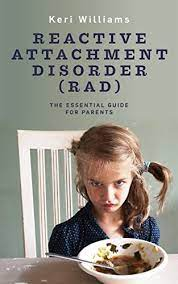 Keri Williams
REACTIVE
ATTACHMENT
DISORDER
(RAD)
THE ESSENTIAL GUIDE
FOR PARENTS